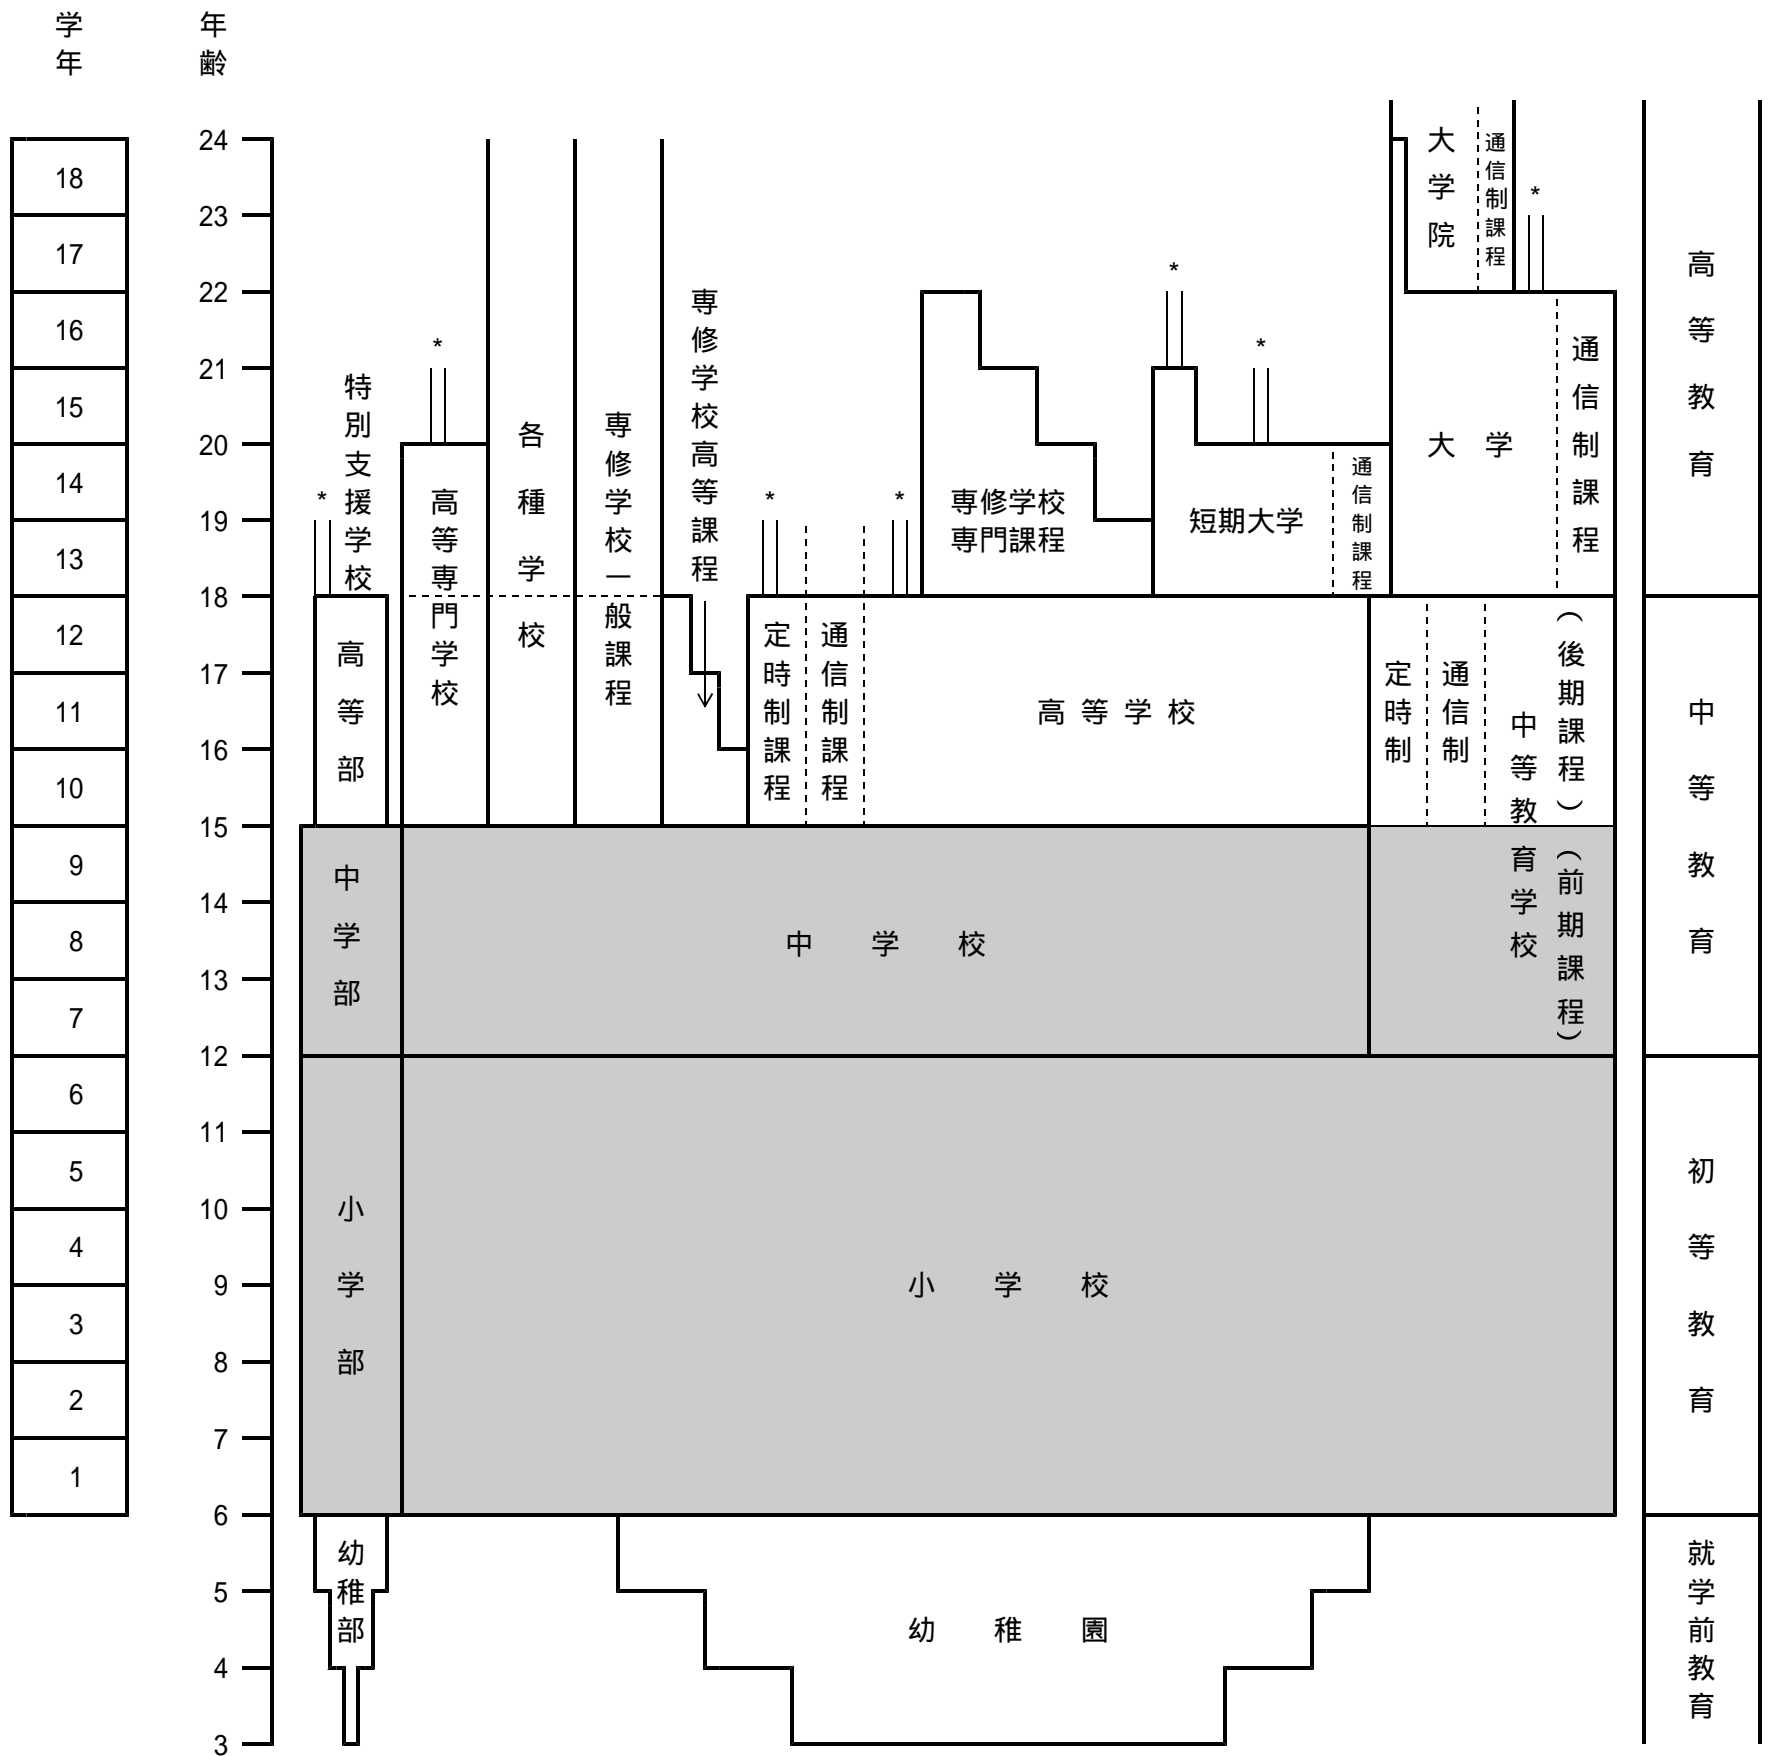 学年
年齢
24
23
22
21
20
19
18
17
16
15
14
13
12
11
10
9
8
7
6
5
4
3
18
17
16
15
14
13
12
11
10
9
8
7
6
5
4
3
2
1
特別支援学校
*
高等部
中学部
小学部
幼稚部
*
高等専門学校
各種学校
専修学校一般課程
専修学校高等課程
*
定時制課程
通信制課程
*
専修学校
専門課程
高等学校
*
短期大学
*
通信制課程
大学院
通信制課程
*
大学
通信制課程
定時制
通信制
中等教育学校
（後期課程）
（前期課程）
中学校
小学校
幼稚園
高等教育
中等教育
初等教育
就学前教育